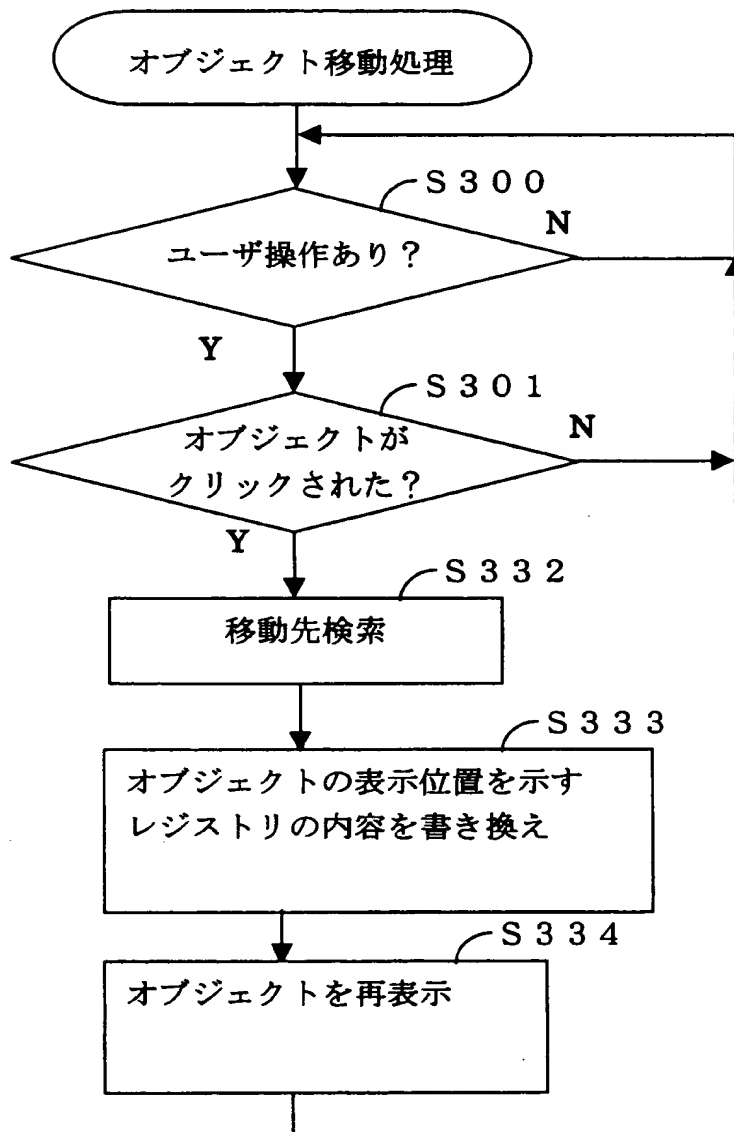 オブジェクト移動処理
S300
N
ユーザ操作あり?
Y
S301
N
オブジェクトが
クリックされた?
Y
S332
移動先検索
S333
オブジェクトの表示位置を示す
レジストリの内容を書き換え
S334
オブジェクトを再表示